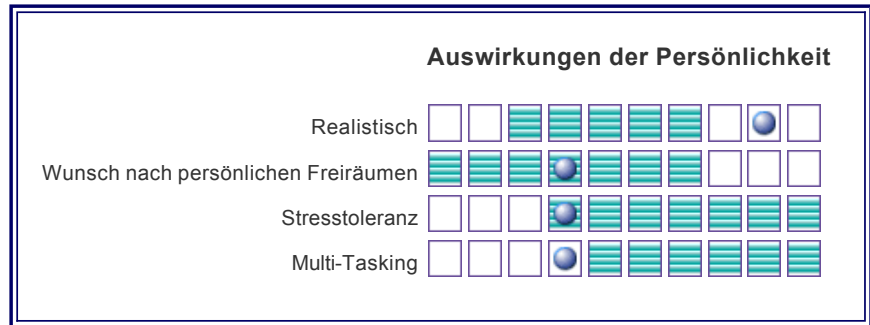 Auswirkungen der Persönlichkeit
Realistisch
Wunsch nach persönlichen Freiräumen
Stresstoleranz
Multi-Tasking